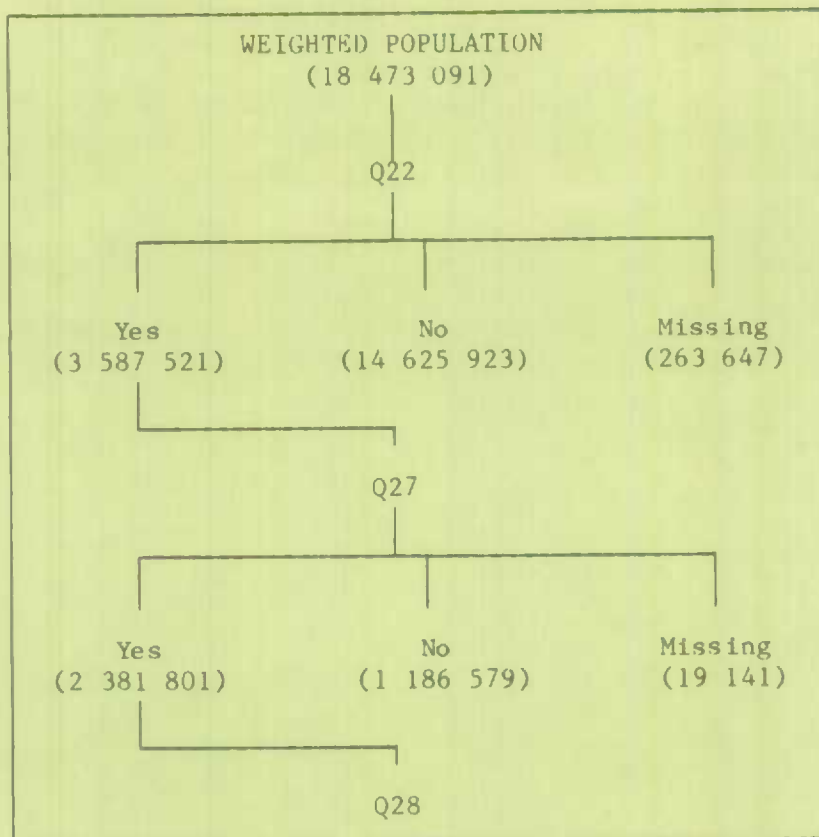 WEIGHTED POPULATION
(18 473 091)
Q22
Yes No Missing
(3 587 521) (14 625 923) (263 647)
Q27
Yes No Missing
(2 381 801) (1 186 579) (19 141)
Q28